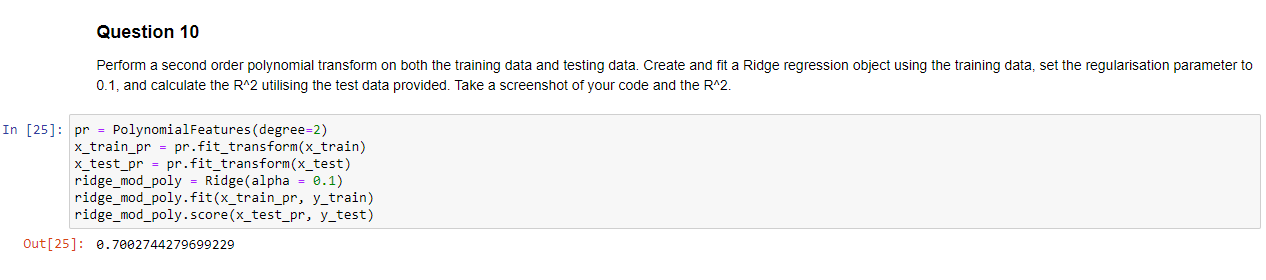 Question 10
Perform a second order polynomial transform on both the training data and testing data. Create and fit a Ridge regression object using the training data, set the regularisation parameter to
0.1, and calculate the R^2 utilising the test data provided. Take a screenshot of your code and the R^2.
In [25]: pr = PolynomialFeatures(degree=2)
x_train_pr = pr.fit_transform(x_train)
x_test_pr = pr.fit_transform(x_test)
ridge_mod_poly = Ridge(alpha = 0.1)
ridge_mod_poly.fit(x_train_pr, y_train)
ridge_mod_poly.score(x_test_pr, y_test)
Out[25]: 0.7002744279699229